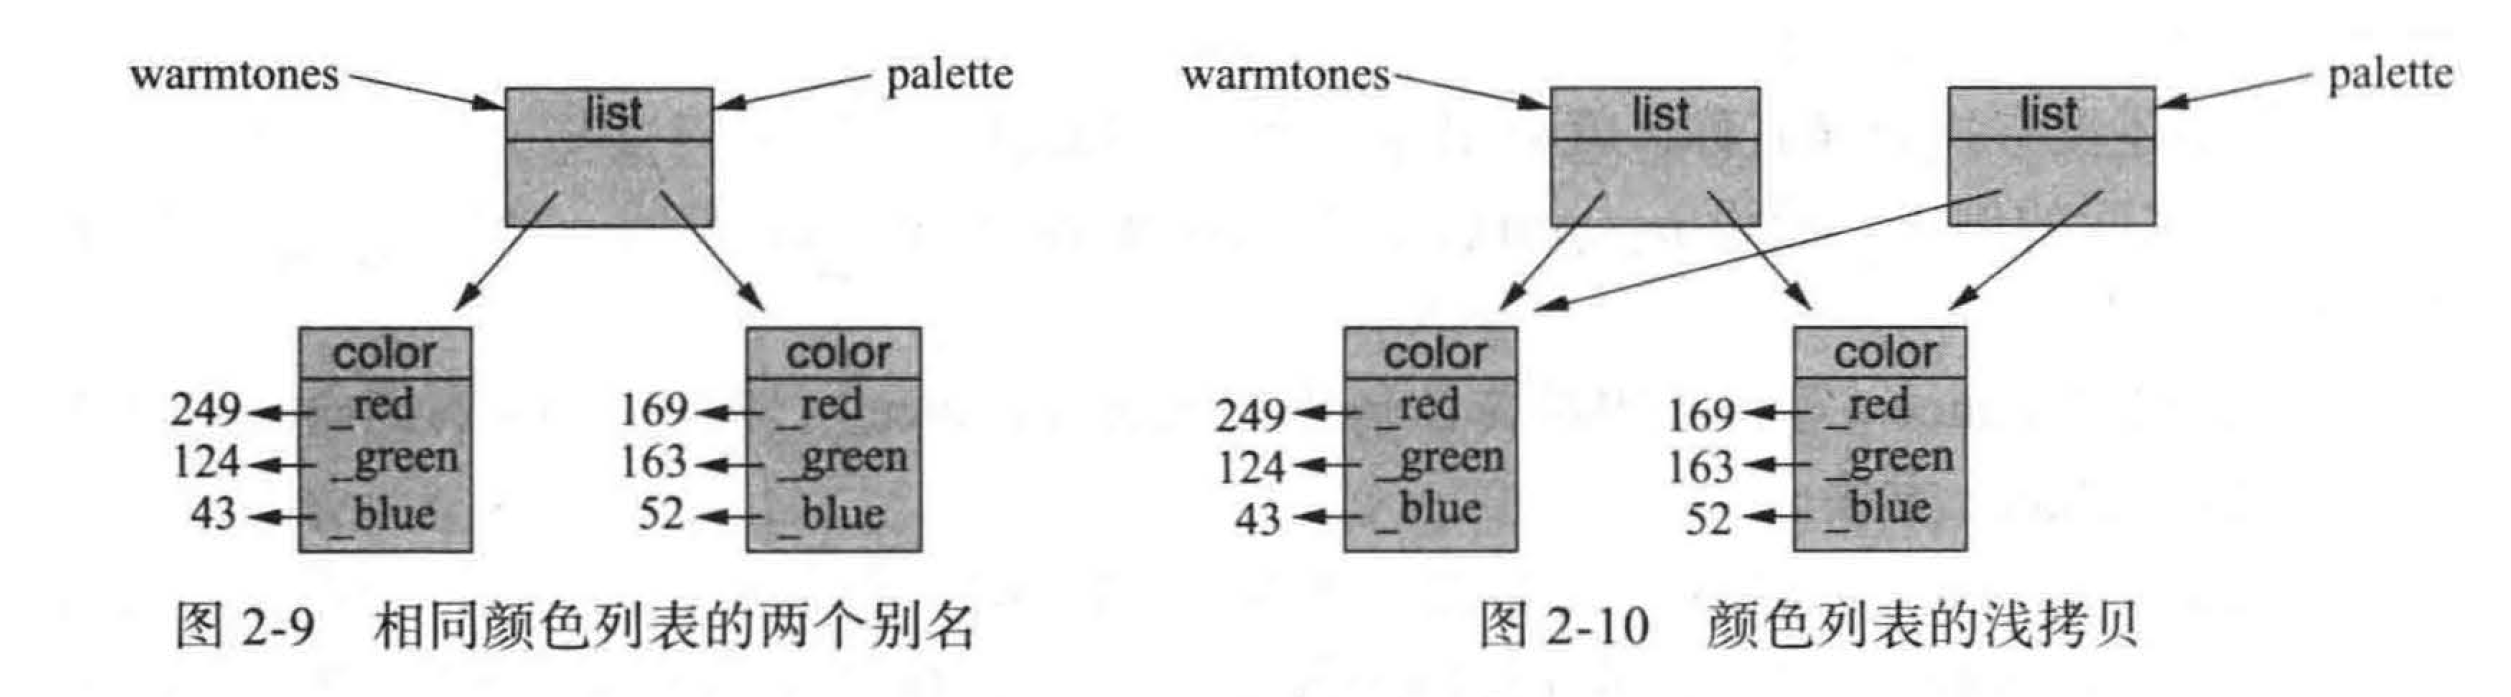 warmtones
list
palette
color
249 _red
124 _green
43 _blue
color
169 _red
163 _green
52 _blue
图 2-9 相同颜色列表的两个别名
warmtones
list
list
palette
color
249 _red
124 _green
43 _blue
color
169 _red
163 _green
52 _blue
图 2-10 颜色列表的浅拷贝